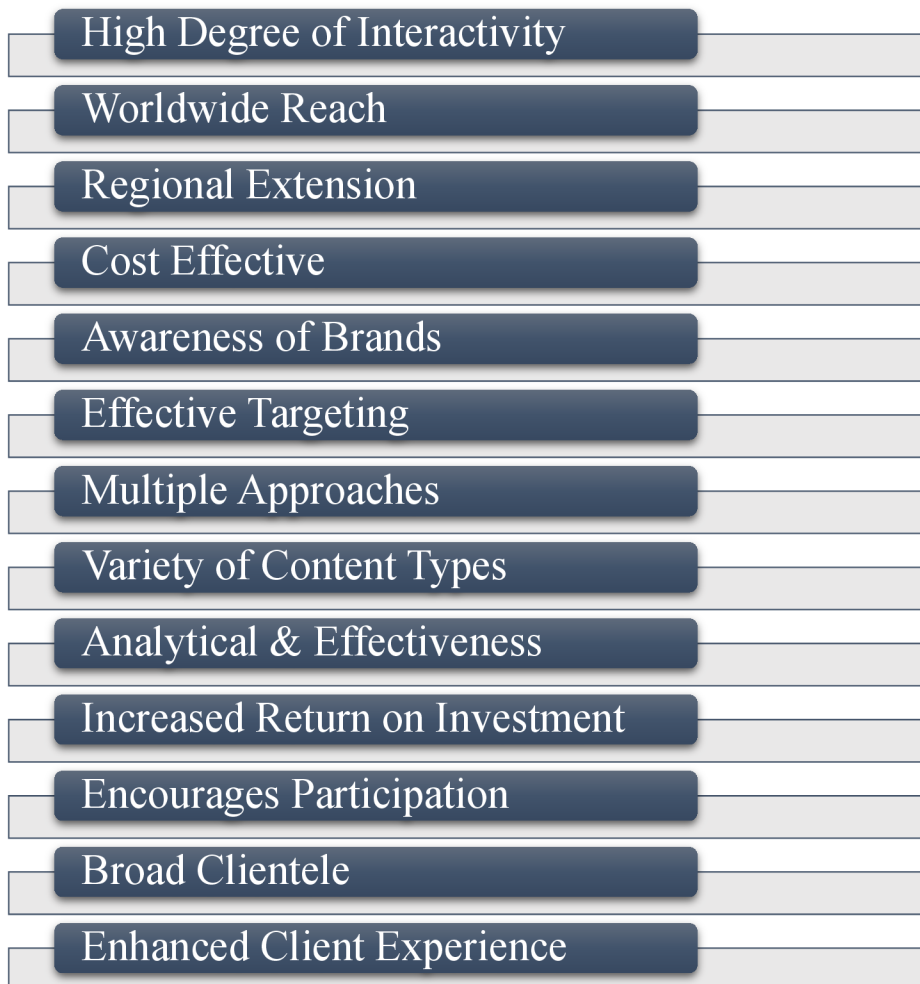 High Degree of Interactivity
Worldwide Reach
Regional Extension
Cost Effective
Awareness of Brands
Effective Targeting
Multiple Approaches
Variety of Content Types
Analytical & Effectiveness
Increased Return on Investment
Encourages Participation
Broad Clientele
Enhanced Client Experience